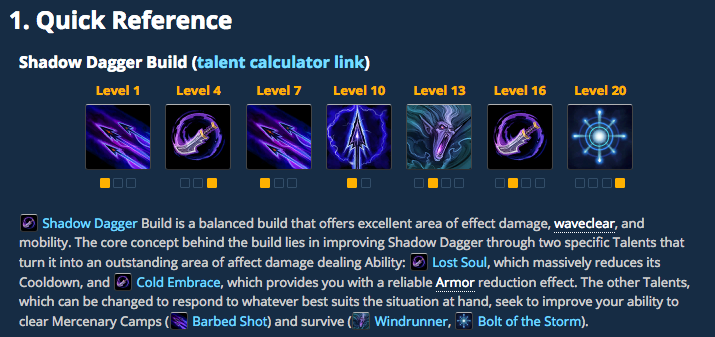 1. Quick Reference
Shadow Dagger Build (talent calculator link)
Level 1 Level 4 Level 7 Level 10 Level 13 Level 16 Level 20
Shadow Dagger Build is a balanced build that offers excellent area of effect damage, waveclear, and
mobility. The core concept behind the build lies in improving Shadow Dagger through two specific Talents that
turn it into an outstanding area of affect damage dealing Ability: Lost Soul, which massively reduces its
Cooldown, and Cold Embrace, which provides you with a reliable Armor reduction effect. The other Talents,
which can be changed to respond to whatever best suits the situation at hand, seek to improve your ability to
clear Mercenary Camps (Barbed Shot) and survive (Windrunner, Bolt of the Storm).